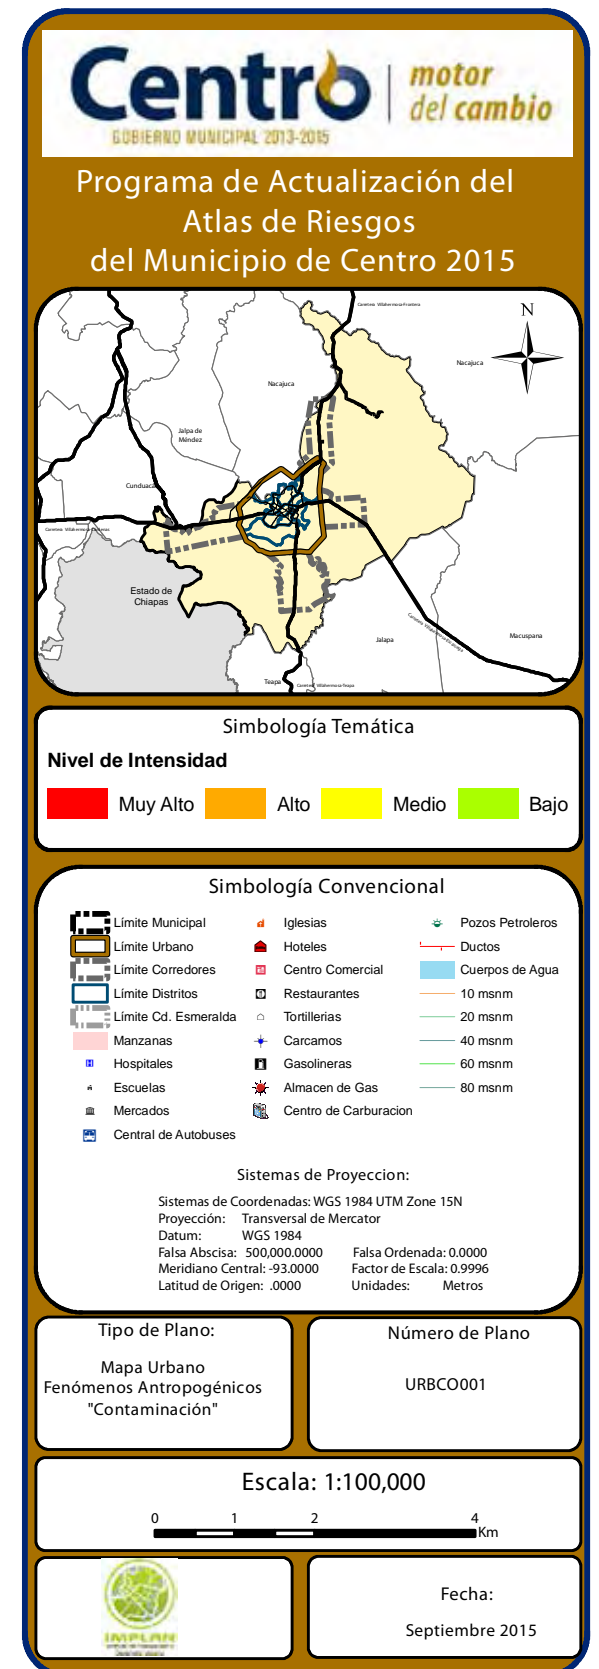 Centro
motor
del cambio
GOBIERNO MUNICIPAL 2013-2015
Programa de Actualización del
Atlas de Riesgos
del Municipio de Centro 2015
Carretera Villahermosa-Frontera
N
Nacajuca
Nacajuca
Jalpa de
Méndez
Cunduacá
Estado de
Chiapas
Jalapa
Macuspana
Teapa
Carretera Villahermosa-Teapa
Simbología Temática
Nivel de Intensidad
Muy Alto
Alto
Medio
Bajo
Simbología Convencional
Límite Municipal
Límite Urbano
Límite Corredores
Límite Distritos
Límite Cd. Esmeralda
Manzanas
Hospitales
Escuelas
Mercados
Central de Autobuses
Iglesias
Hoteles
Centro Comercial
Restaurantes
Tortillerias
Carcamos
Gasolineras
Almacen de Gas
Centro de Carburacion
Pozos Petroleros
Ductos
Cuerpos de Agua
10 msnm
20 msnm
40 msnm
60 msnm
80 msnm
Sistemas de Proyeccion:
Sistemas de Coordenadas: WGS 1984 UTM Zone 15N
Proyección: Transversal de Mercator
Datum: WGS 1984
Falsa Abscisa: 500,000.0000 Falsa Ordenada: 0.0000
Meridiano Central: -93.0000 Factor de Escala: 0.9996
Latitud de Origen: .0000 Unidades: Metros
Tipo de Plano:
Mapa Urbano
Fenómenos Antropogénicos
"Contaminación"
Número de Plano
URBCO001
Escala: 1:100,000
0 1 2 4
Km
IMPLAN
Fecha:
Septiembre 2015